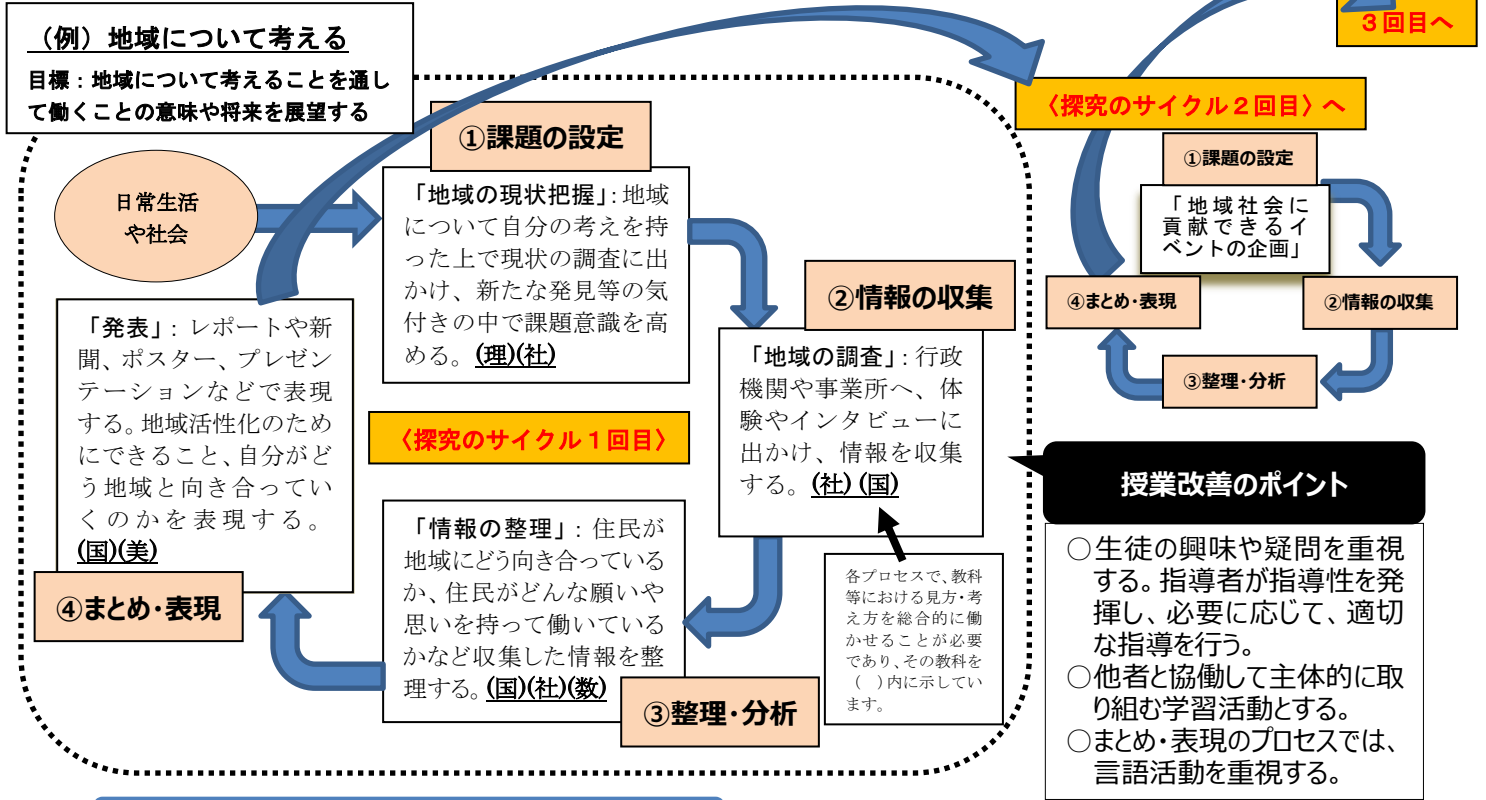 （例）地域について考える
目標：地域について考えることを通し
て働くことの意味や将来を展望する
日常生活
や社会
①課題の設定
「地域の現状把握」：地域
について自分の考えを持
った上で現状の調査に出
かけ、新たな発見等の気
付きの中で課題意識を高
める。(理)(社)
②情報の収集
「地域の調査」：行政
機関や事業所へ、体
験やインタビューに
出かけ、情報を収集
する。(社)(国)
〈探究のサイクル１回目〉
「情報の整理」：住民が
地域にどう向き合っている
か、住民がどんな願いや
思いを持って働いている
かなど収集した情報を整
理する。(国)(社)(数)
③整理・分析
各プロセスで、教科
等における見方・考
え方を総合的に働
かせることが必要
であり、その教科を
（　）内に示してい
ます。
「発表」：レポートや新
聞、ポスター、プレゼン
テーションなどで表現
する。地域活性化のため
にできること、自分がど
う地域と向き合ってい
くのかを表現する。
(国)(美)
④まとめ・表現
３回目へ
〈探究のサイクル２回目〉へ
①課題の設定
「地域社会に
貢献できるイ
ベントの企画」
②情報の収集
③整理・分析
④まとめ・表現
授業改善のポイント
○生徒の興味や疑問を重視
する。指導者が指導性を発
揮し、必要に応じて、適切
な指導を行う。
○他者と協働して主体的に取
り組む学習活動とする。
○まとめ・表現のプロセスでは、
言語活動を重視する。